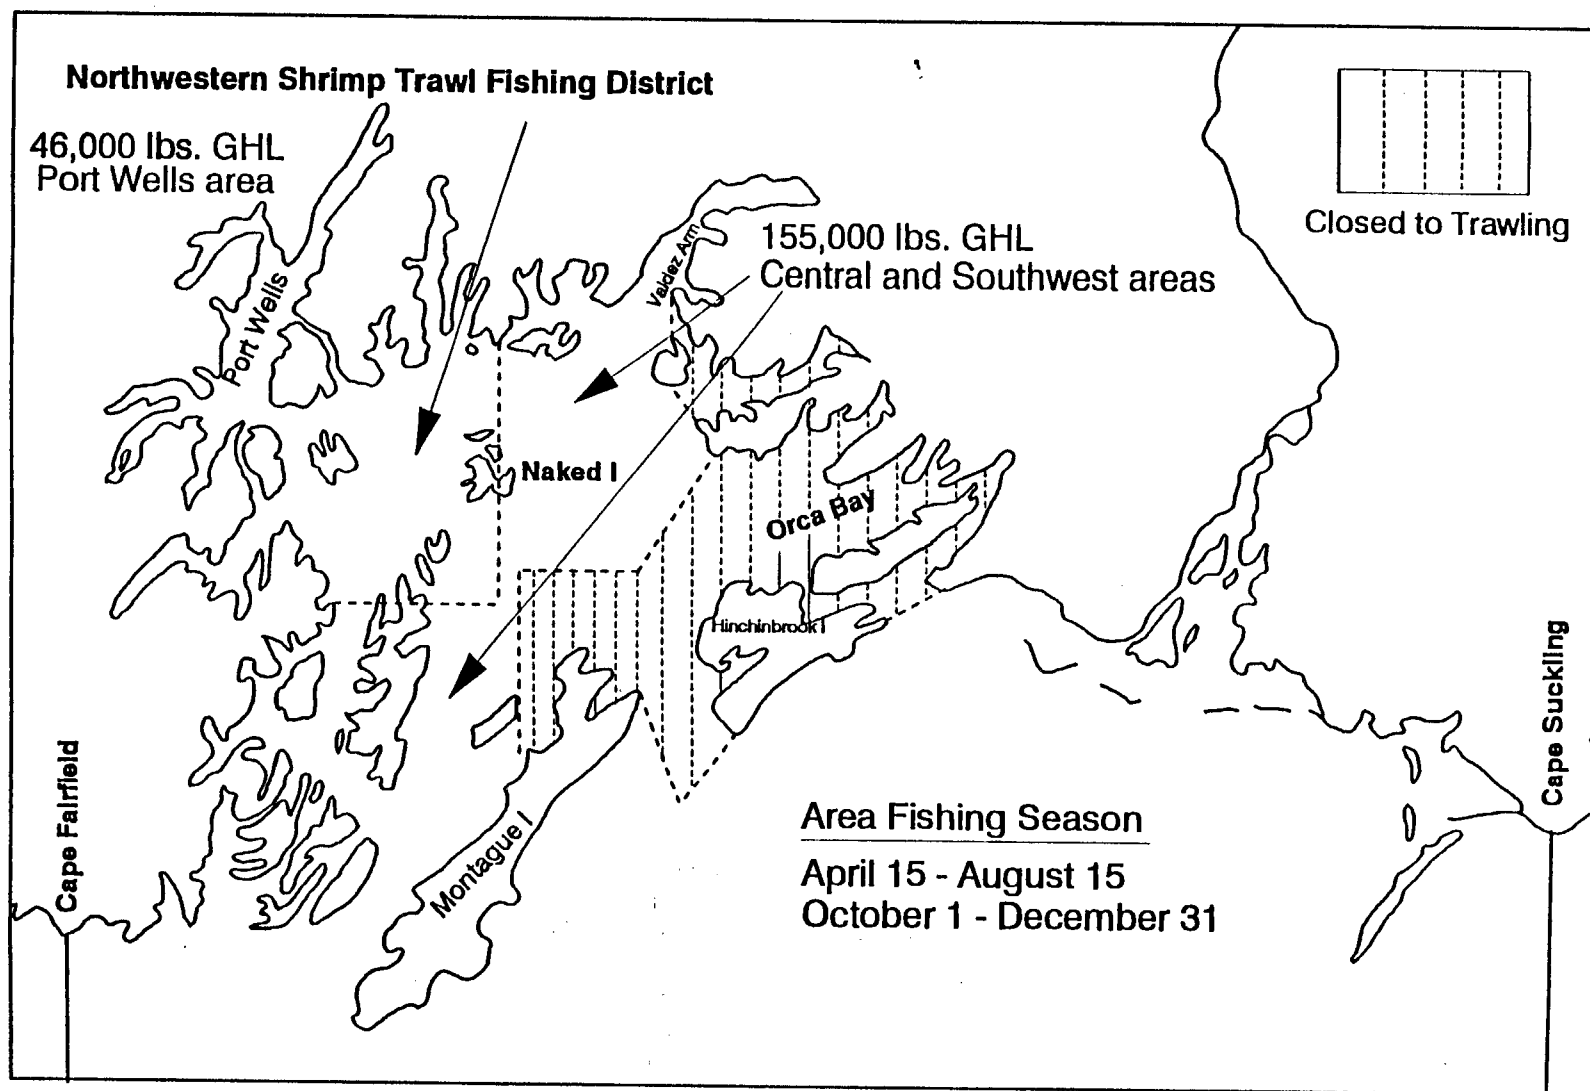 Northwestern Shrimp Trawl Fishing District
46,000 lbs. GHL
Port Wells area
Closed to Trawling
155,000 lbs. GHL
Central and Southwest areas
Valdez Arm
Port Wells
Naked I
Orca Bay
Hinchinbrook I
Montague I
Cape Fairfield
Cape Suckling
Area Fishing Season
April 15 - August 15
October 1 - December 31